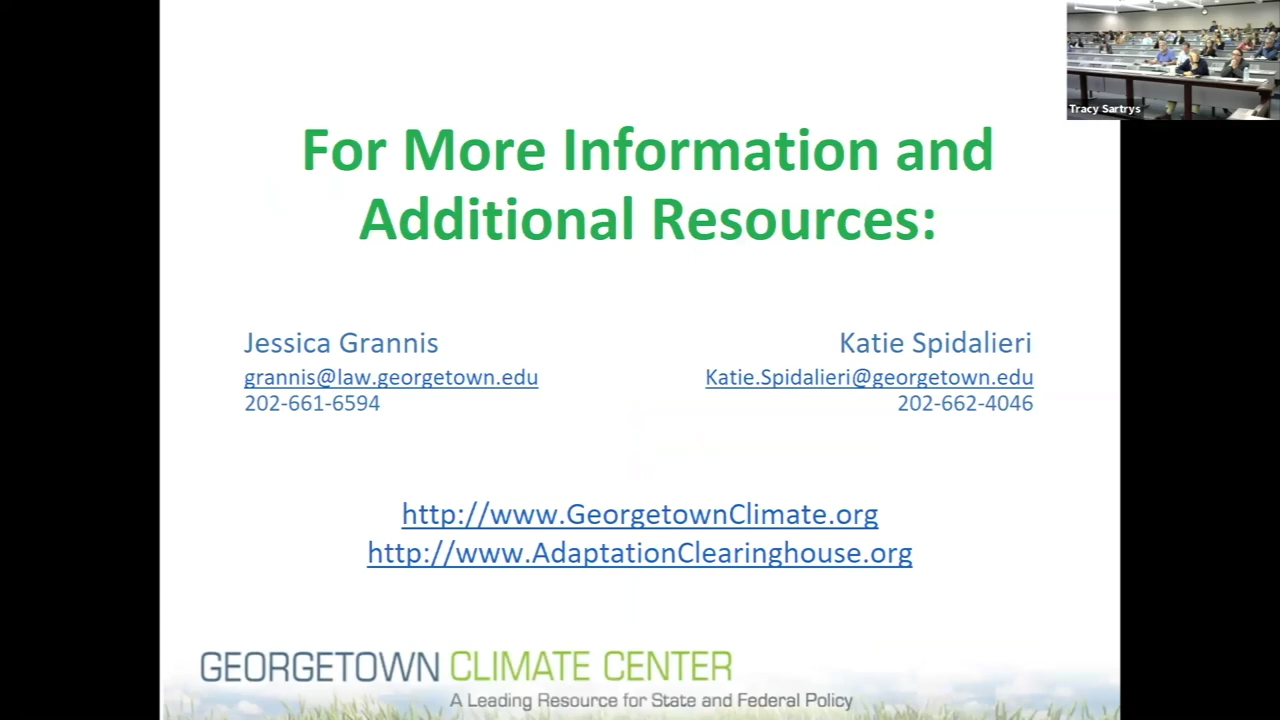 Tracy Sartrys
For More Information and
Additional Resources:
Jessica Grannis
grannis@law.georgetown.edu
202-661-6594
Katie Spidalieri
Katie.Spidalieri@georgetown.edu
202-662-4046
http://www.GeorgetownClimate.org
http://www.AdaptationClearinghouse.org
GEORGETOWN CLIMATE CENTER
A Leading Resource for State and Federal Policy